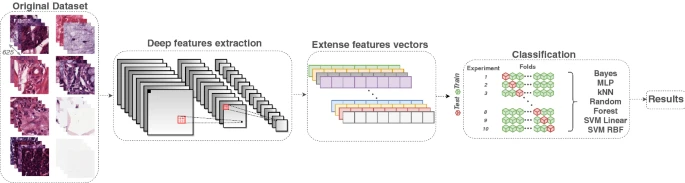 Original Dataset
625
Deep features extraction
Extense features vectors
Classification
Experiment
Folds
1
2
3
8
9
10
Test
Train
Bayes
MLP
kNN
Random
Forest
SVM Linear
SVM RBF
Results